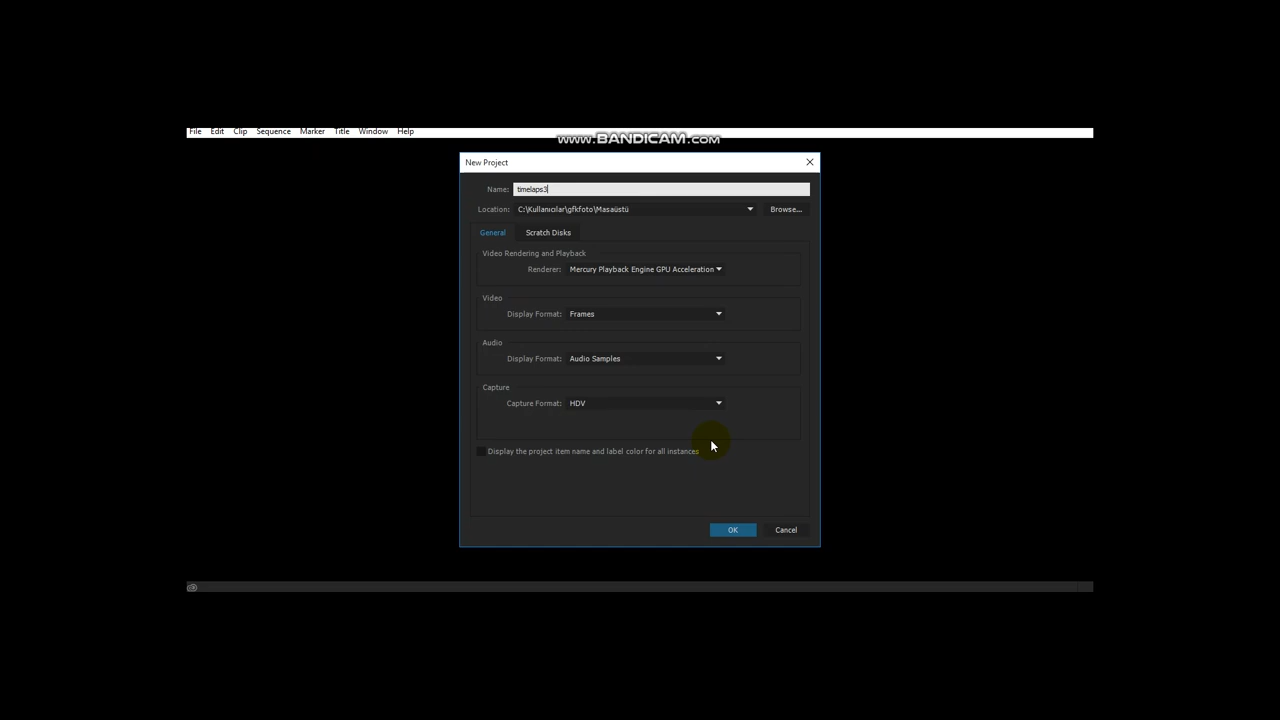 File Edit Clip Sequence Marker Title Window Help
www.BANDICAM.com
New Project
Name: timelaps3
Location: C:\Kullanıcılar\gfkfoto\Masaüstü Browse...
General Scratch Disks
Video Rendering and Playback
Renderer: Mercury Playback Engine GPU Acceleration
Video
Display Format: Frames
Audio
Display Format: Audio Samples
Capture
Capture Format: HDV
Display the project item name and label color for all instances
OK Cancel